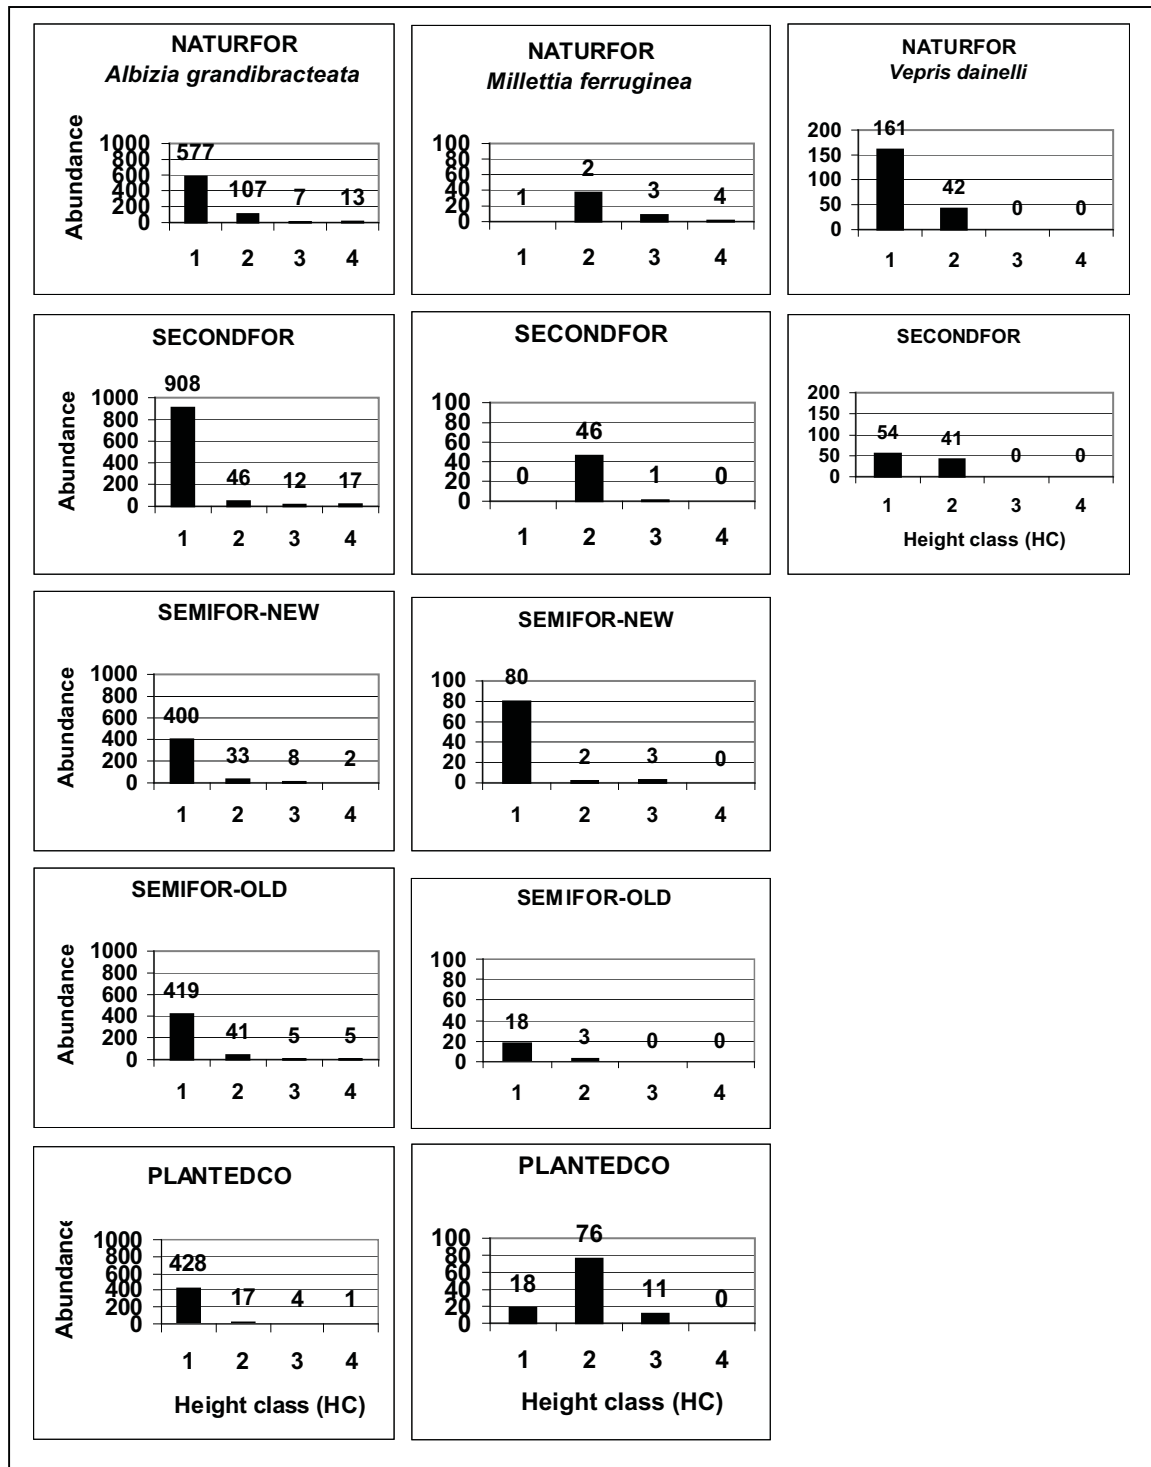 NATURFOR
Albizia grandibracteata
Abundance
1000
800
600
400
200
0
577 107 7 13
1 2 3 4
NATURFOR
Millettia ferruginea
100
80
60
40
20
0
1 2 3 4
1 2 3 4
NATURFOR
Vepris dainelli
200
150
100
50
0
161 42 0 0
1 2 3 4
SECONDFOR
Abundance
1000
800
600
400
200
0
908 46 12 17
1 2 3 4
SECONDFOR
100
80
60
40
20
0
0 46 1 0
1 2 3 4
SECONDFOR
200
150
100
50
0
54 41 0 0
1 2 3 4
Height class (HC)
SEMIFOR-NEW
Abundance
1000
800
600
400
200
0
400 33 8 2
1 2 3 4
SEMIFOR-NEW
100
80
60
40
20
0
80 2 3 0
1 2 3 4
SEMIFOR-OLD
Abundance
1000
800
600
400
200
0
419 41 5 5
1 2 3 4
SEMIFOR-OLD
100
80
60
40
20
0
18 3 0 0
1 2 3 4
PLANTEDCO
Abundance
1000
800
600
400
200
0
428 17 4 1
1 2 3 4
Height class (HC)
PLANTEDCO
100
80
60
40
20
0
18 76 11 0
1 2 3 4
Height class (HC)